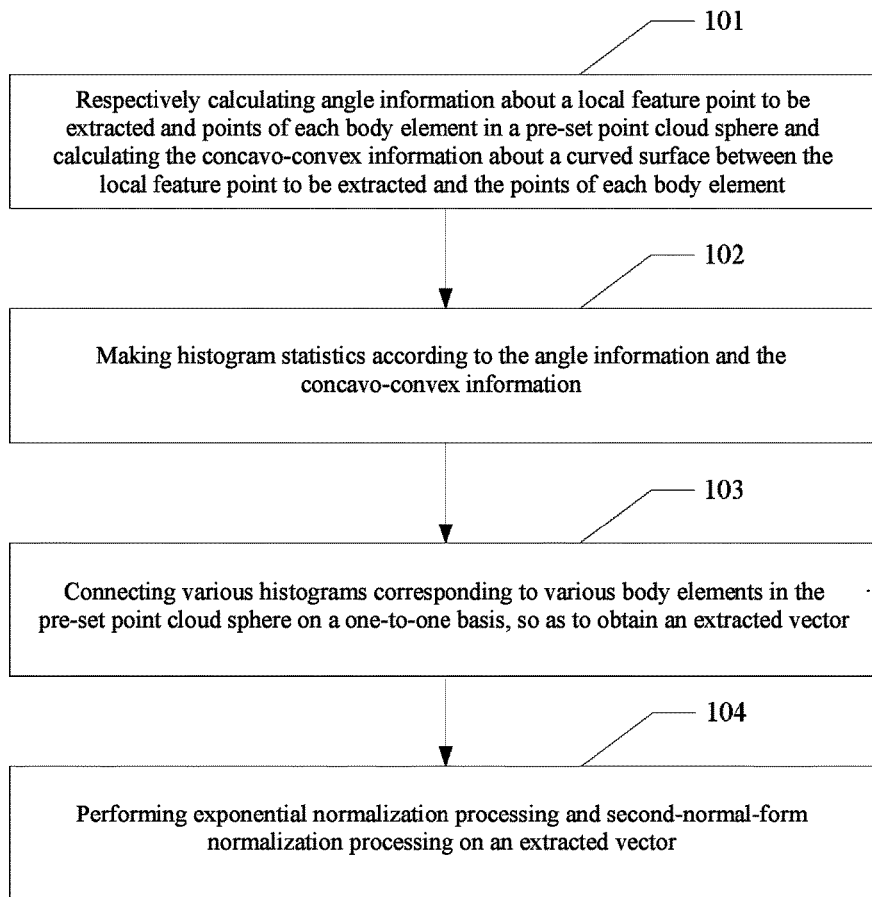 101
Respectively calculating angle information about a local feature point to be
extracted and points of each body element in a pre-set point cloud sphere and
calculating the concavo-convex information about a curved surface between the
local feature point to be extracted and the points of each body element
102
Making histogram statistics according to the angle information and the
concavo-convex information
103
Connecting various histograms corresponding to various body elements in the
pre-set point cloud sphere on a one-to-one basis, so as to obtain an extracted vector
104
Performing exponential normalization processing and second-normal-form
normalization processing on an extracted vector